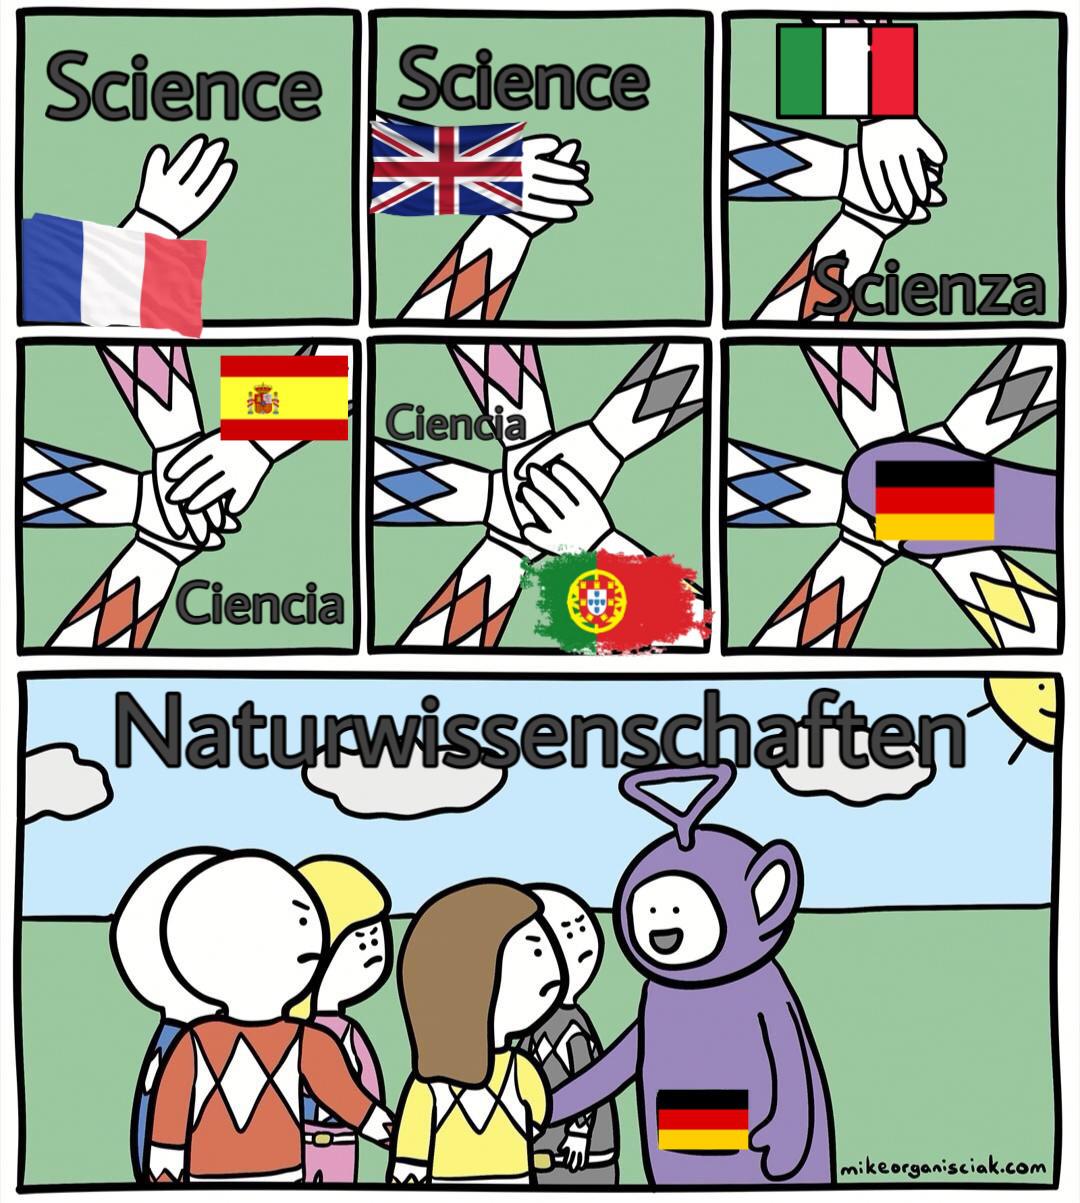 Science
Science
Scienza
Ciencia
Ciencia
Naturwissenschaften
mikeorganisciak.com